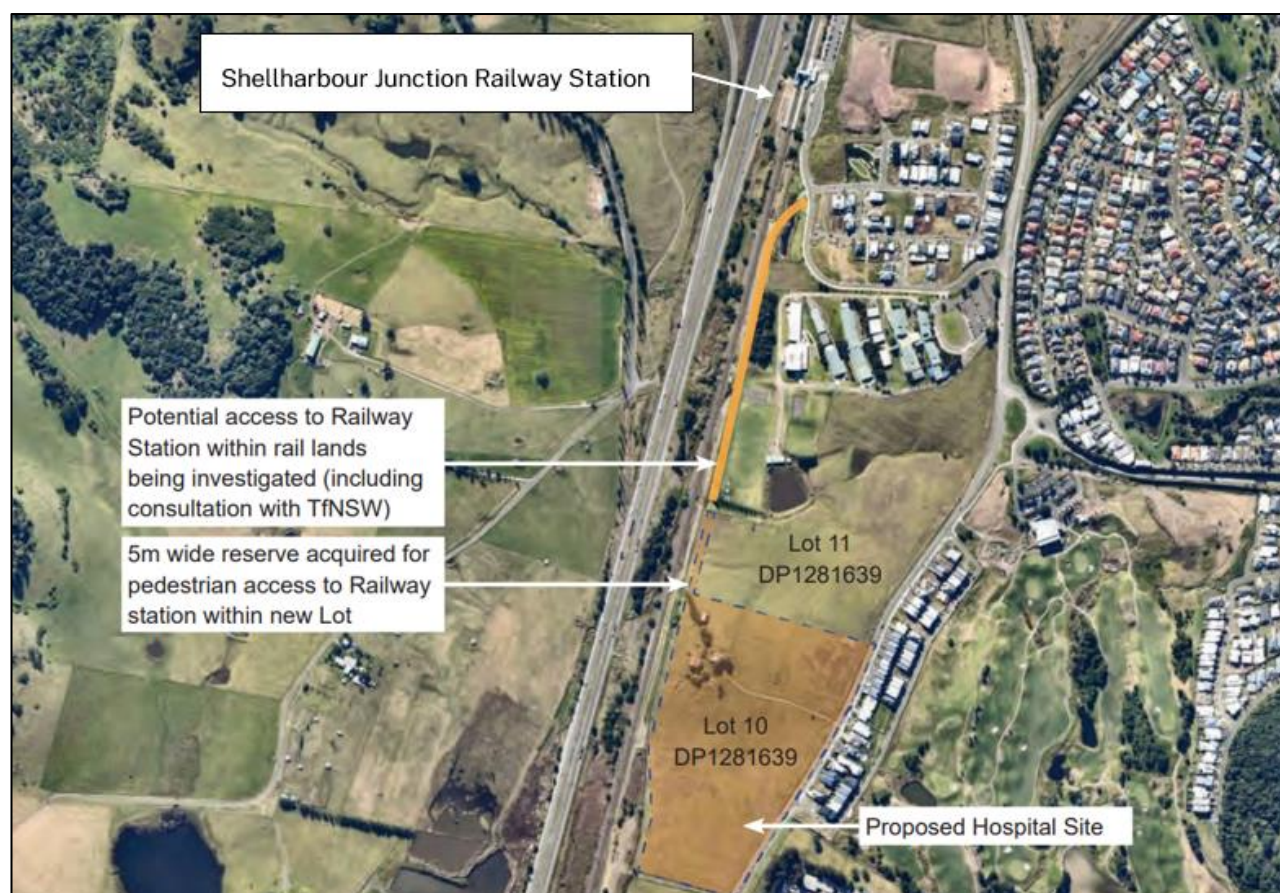 Shellharbour Junction Railway Station
Potential access to Railway
Station within rail lands
being investigated (including
consultation with TfNSW)
5m wide reserve acquired for
pedestrian access to Railway
station within new Lot
Lot 11
DP1281639
Lot 10
DP1281639
Proposed Hospital Site